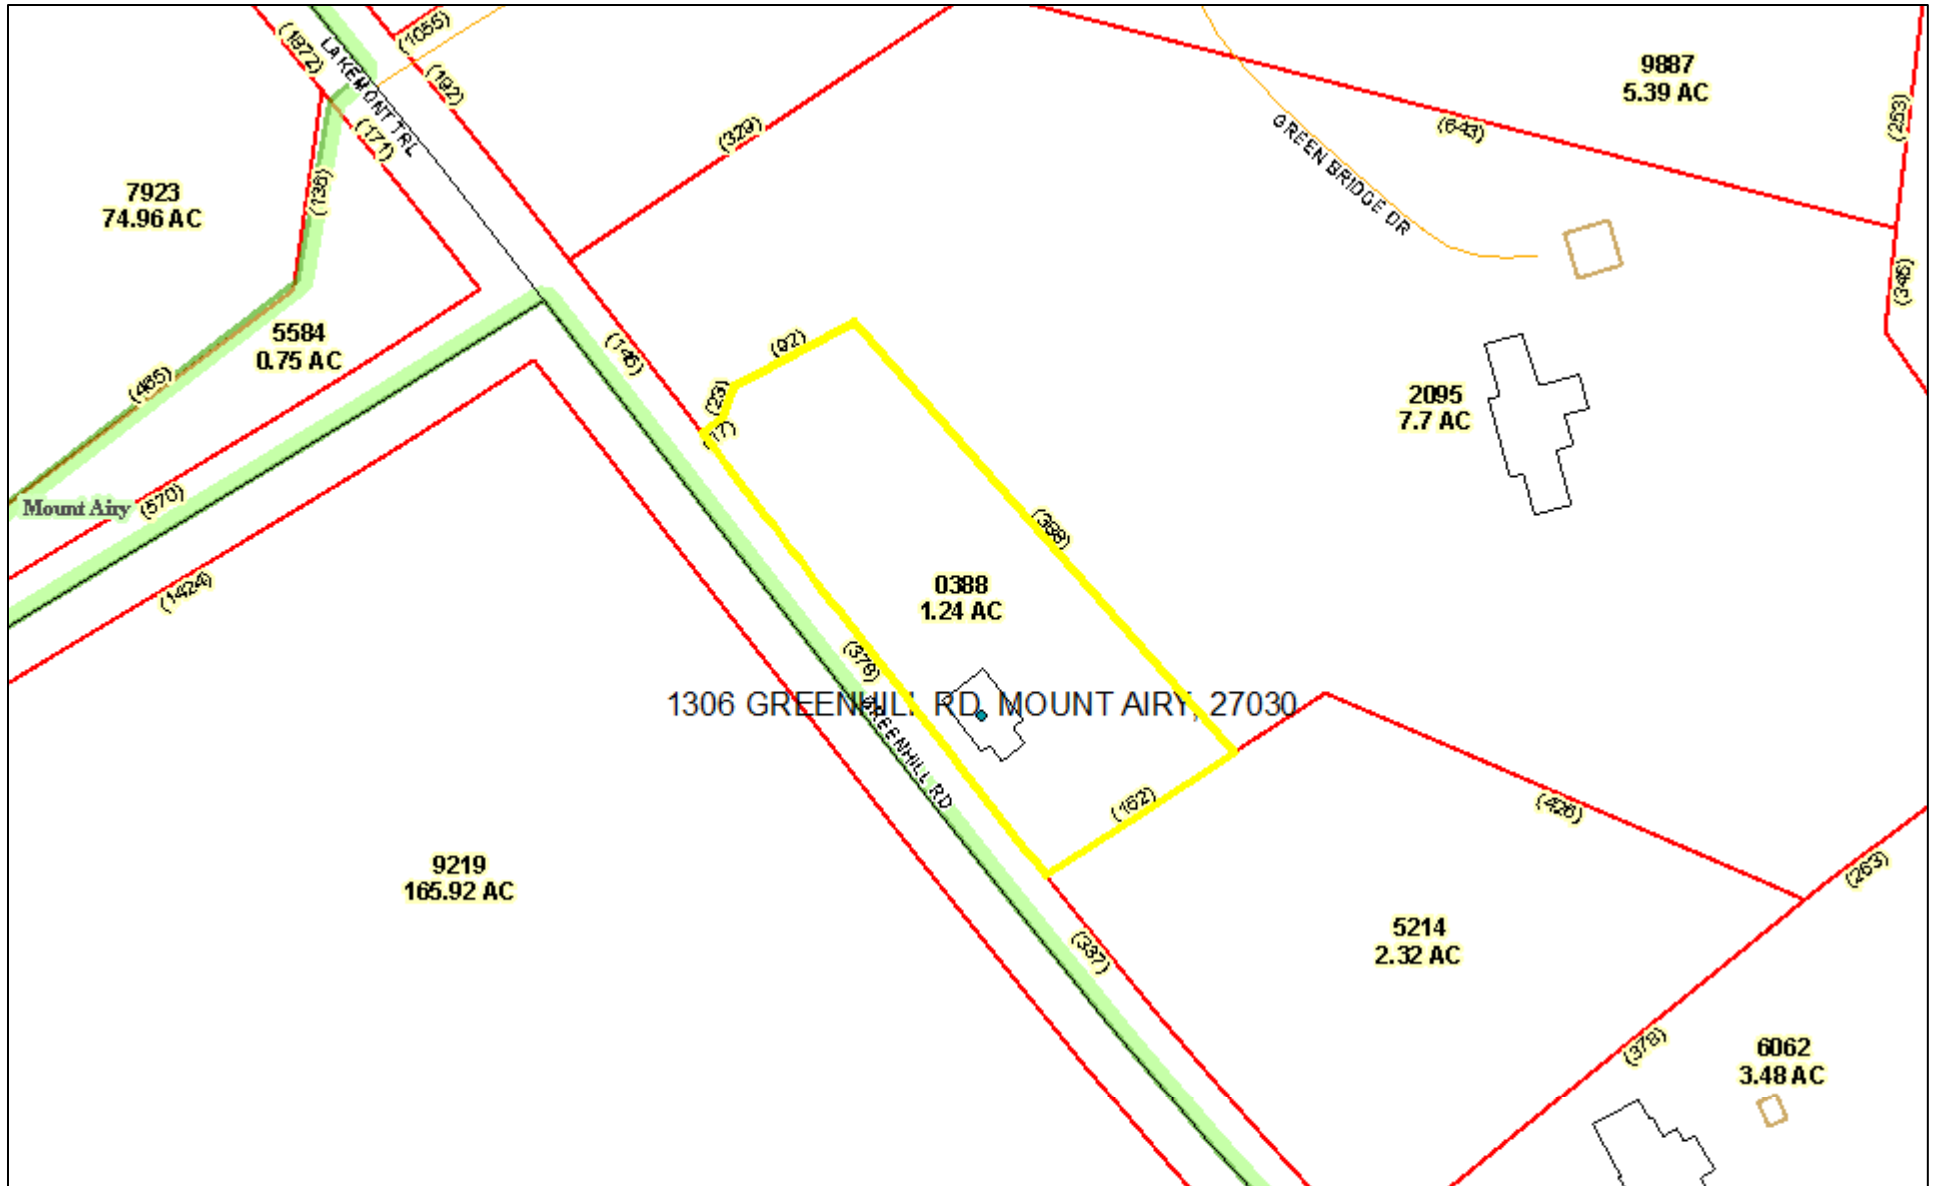 (1872)
LAKEMONT TRL
(1055)
(192)
(171)
(136)
(329)
9887
5.39 AC
(643)
(253)
GREEN BRIDGE DR
7923
74.96 AC
(346)
5584
0.75 AC
(146)
(92)
(23)
(17)
(465)
2095
7.7 AC
Mount Airy
(570)
(1424)
0388
1.24 AC
(378)
1306 GREENHILL RD, MOUNT AIRY, 27030
GREENHILL RD
(162)
(426)
9219
165.92 AC
(263)
5214
2.32 AC
(337)
(378)
6062
3.48 AC